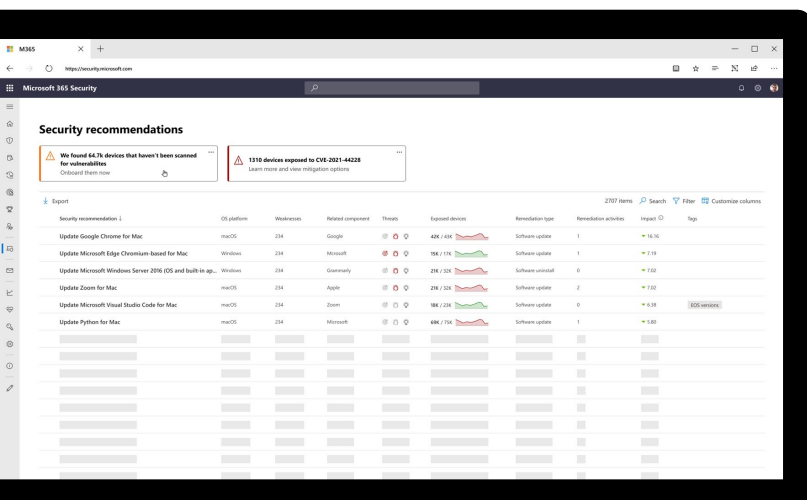 M365
https://security.microsoft.com
Microsoft 365 Security
Security recommendations
We found 64.7k devices that haven't been scanned
for vulnerabilites
Onboard them now
1310 devices exposed to CVE-2021-44228
Learn more and view mitigation options
Export
2707 items Search Filter Customize columns
Security recommendation ↓ OS platform Weaknesses Related component Threats Exposed devices Remediation type Remediation activities Impact Tags
Update Google Chrome for Mac macOS 234 Google 42K / 43K Software update 1 16.16
Update Microsoft Edge Chromium-based for Mac Windows 234 Microsoft 15K / 17K Software update 1 7.19
Update Microsoft Windows Server 2016 (OS and built-in ap... Windows 234 Grammarly 21K / 32K Software uninstall 0 7.02
Update Zoom for Mac macOS 234 Apple 21K / 32K Software update 2 7.02
Update Microsoft Visual Studio Code for Mac macOS 234 Zoom 18K / 23K Software update 0 6.38 EOS versions
Update Python for Mac macOS 234 Microsoft 69K / 75K Software update 1 5.80